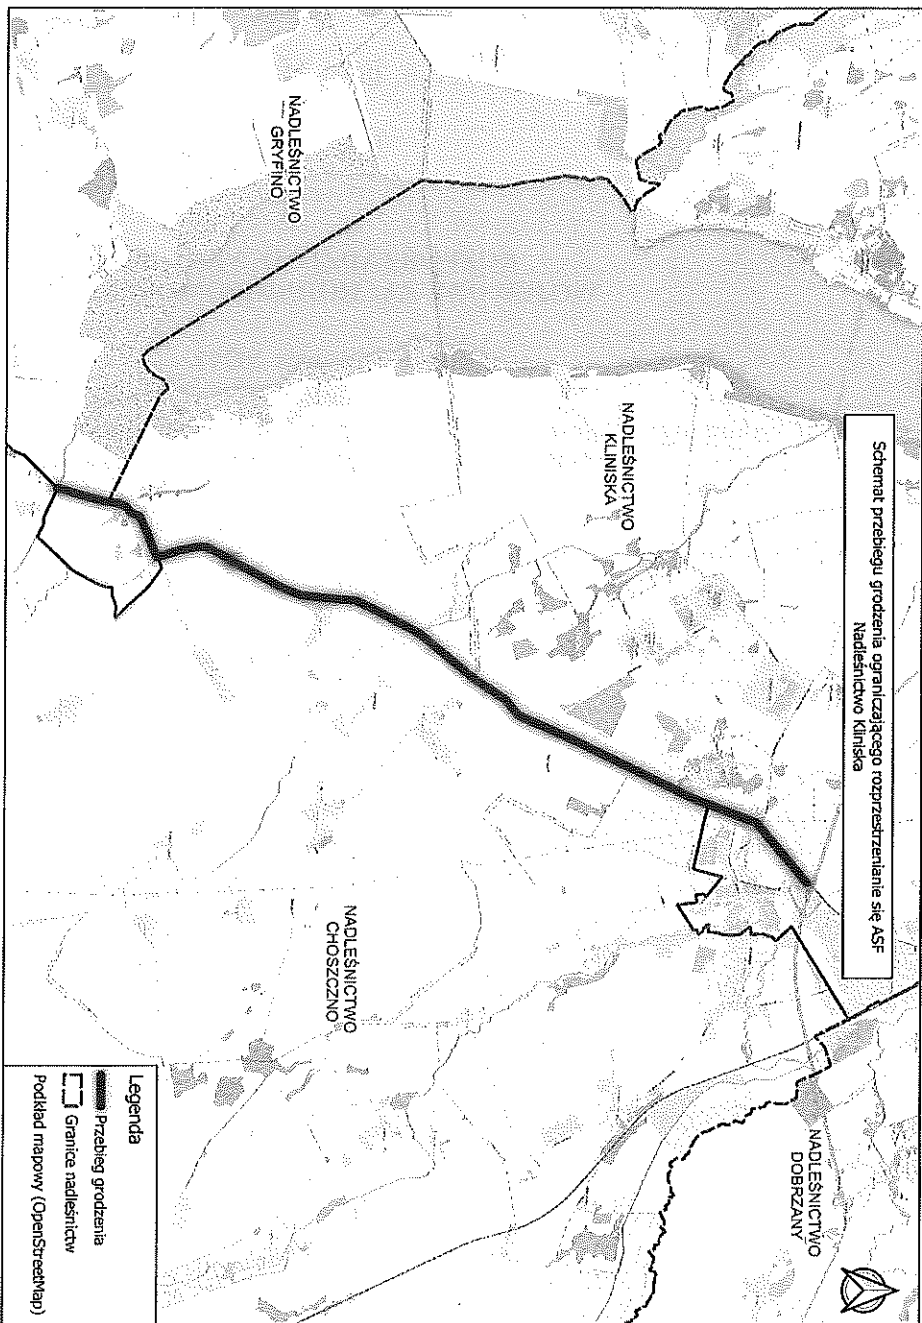 Schemat przebiegu grodzenia ograniczającego rozprzestrzenianie się ASF
Nadleśnictwo Kliniska
NADLEŚNICTWO
GRYFINO
NADLEŚNICTWO
KLINISKA
NADLEŚNICTWO
CHOSZCZNO
NADLEŚNICTWO
DOBRZANY
Legenda
Przebieg grodzenia
Granice nadleśnictw
Podkład mapowy (OpenStreetMap)